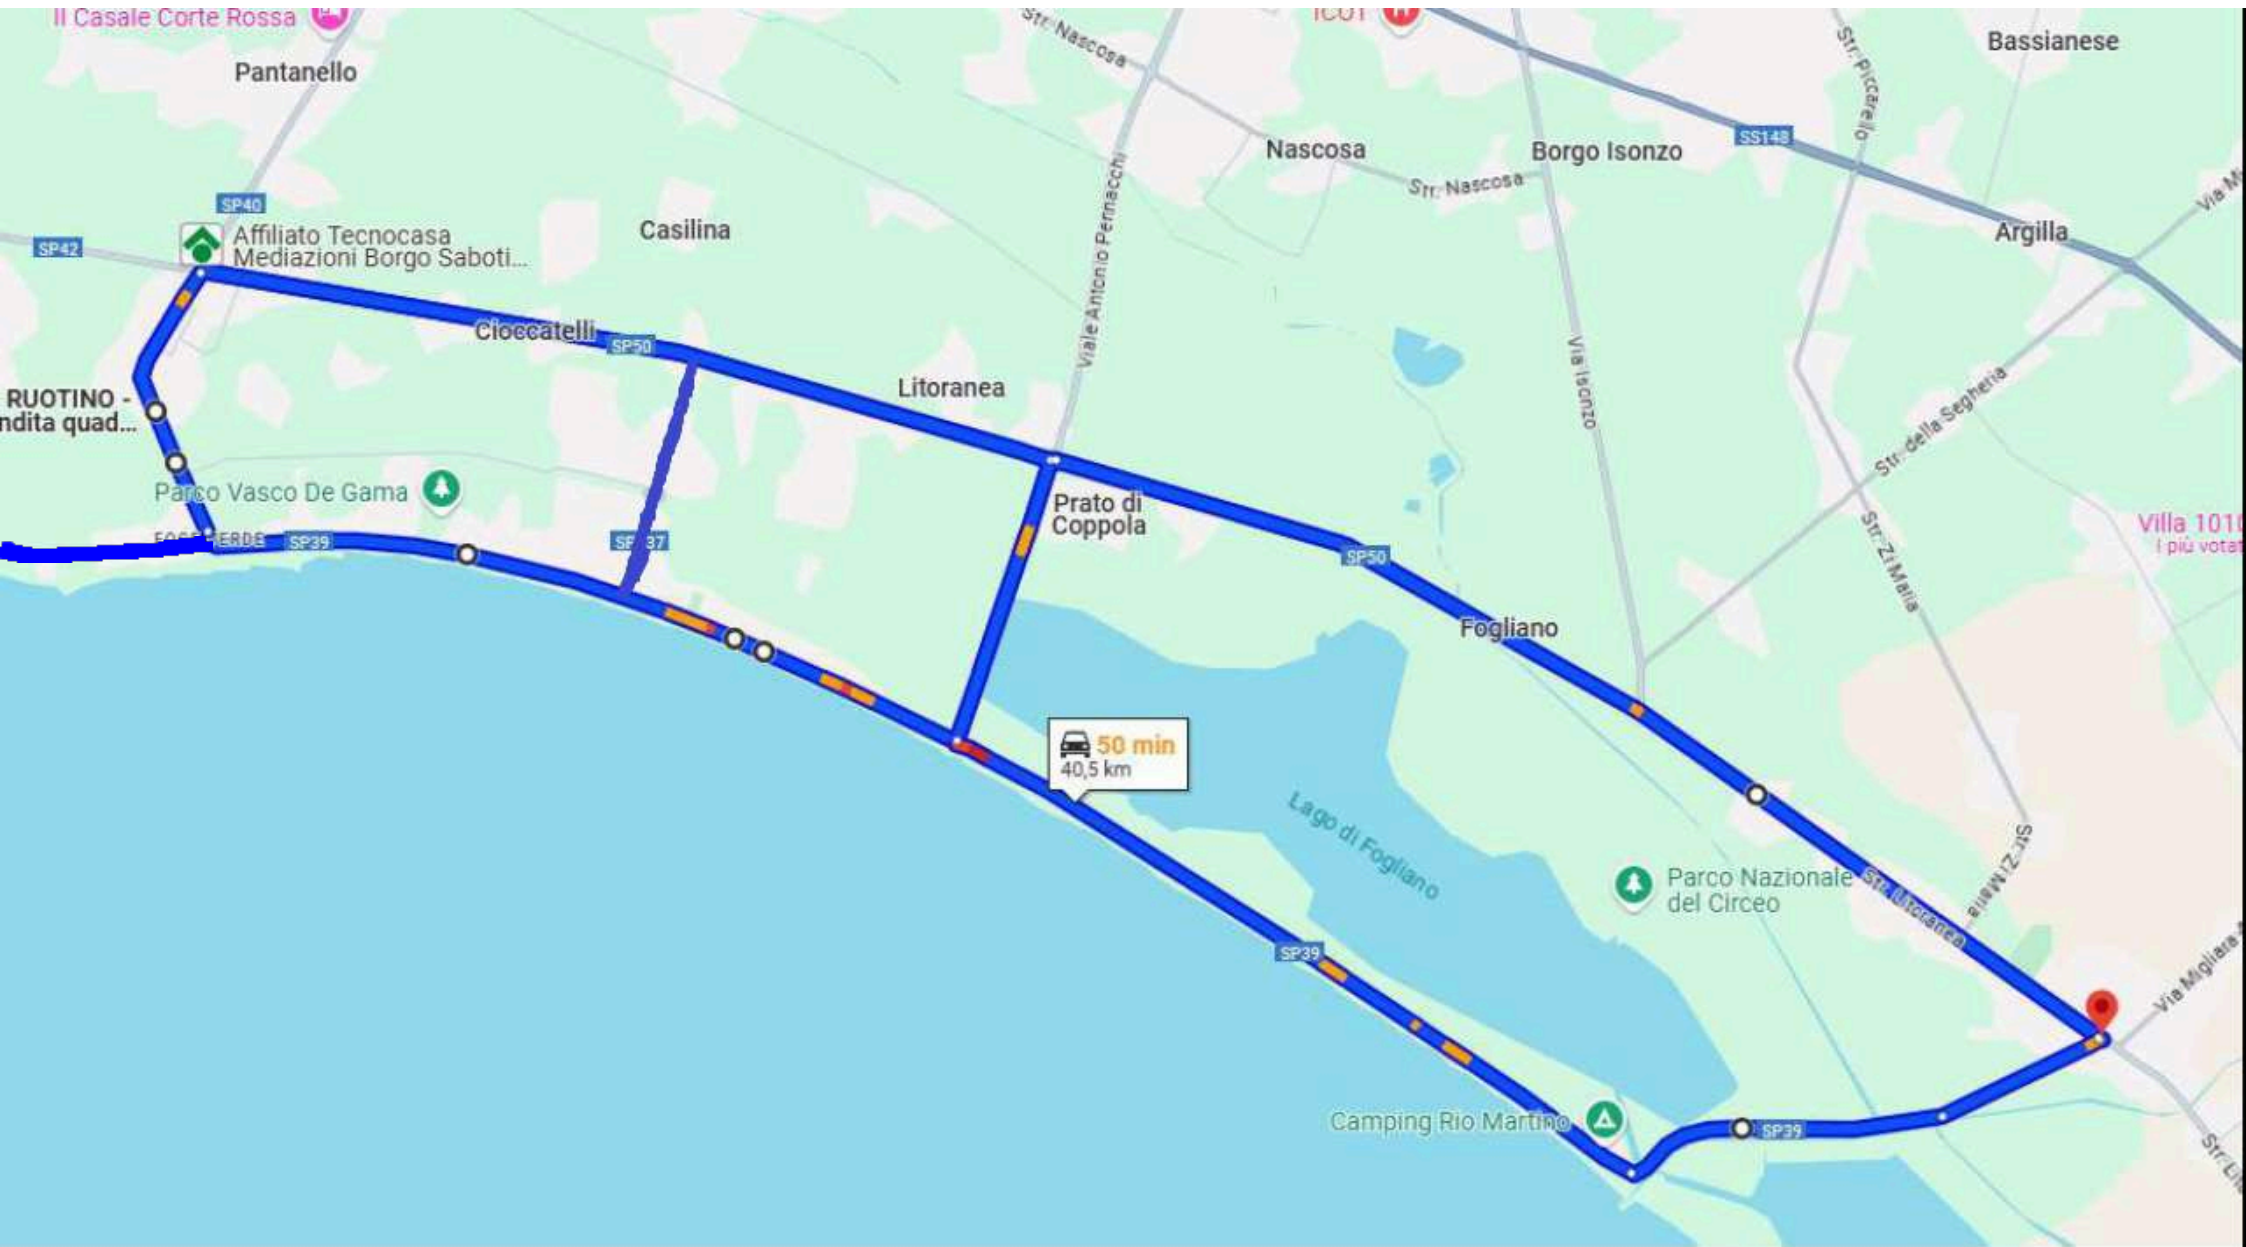 Il Casale Corte Rossa
Pantanello
Str. Nascosa
Bassianese
Str. Piccarello
SS148
Nascosa
Borgo Isonzo
Str. Nascosa
SP40
SP42
Affiliato Tecnocasa
Mediazioni Borgo Saboti...
Casilina
Viale Antonio Pennacchi
Argilla
Cioccatelli
SP50
Litoranea
Via Isonzo
Str. della Segheria
RUOTINO -
ndita quad...
Parco Vasco De Gama
Prato di
Coppola
SP39
SP50
Str. Zi Maria
Villa 101
I più votat
Fogliano
50 min
40,5 km
Lago di Fogliano
Parco Nazionale
del Circeo
Str. Litoranea
Str. Zi Maria
Via Migliara
SP39
Camping Rio Martino
SP39